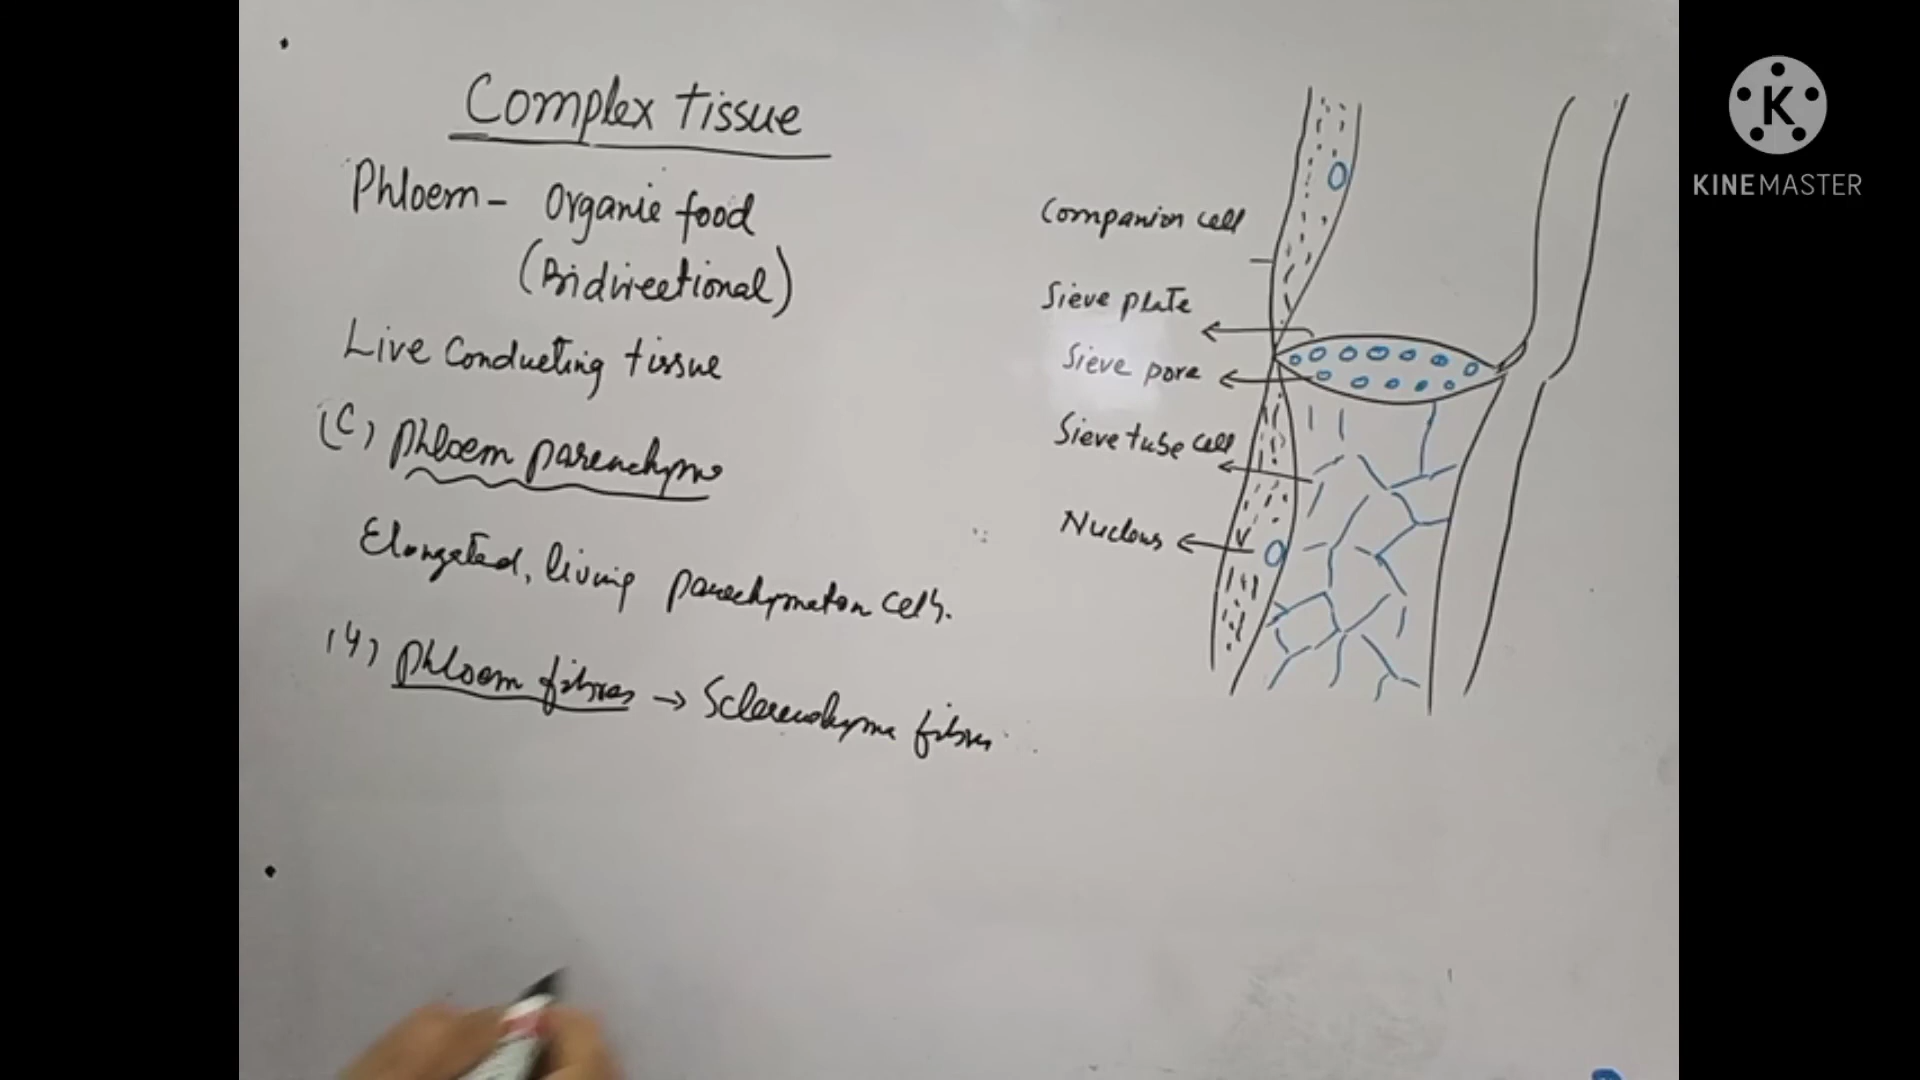 Complex tissue
Phloem - Organic food
(Bidirectional)
Live Conducting tissue
(C) Phloem parenchyma
Elongated, living parechymaton cells.
(4) Phloem fibres → Sclerenchyma fibres
Companion cell
Sieve plate
Sieve pore
Sieve tube cell
Nucleus
K
KINEMASTER